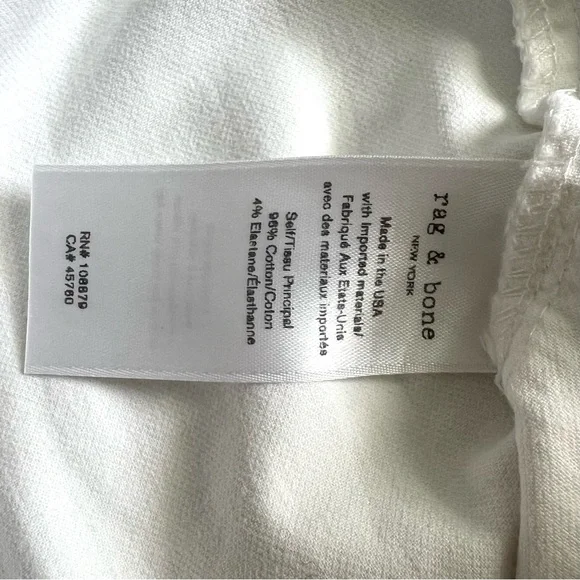 rag & bone
NEW YORK
Made in the USA
with imported materials/
Fabriqué Aux Etats-Unis
avec des materiaux importés
Self/Tissu Principal
96% Cotton/Coton
4% Elastane/Élasthanne
RN# 108879
CA# 45780